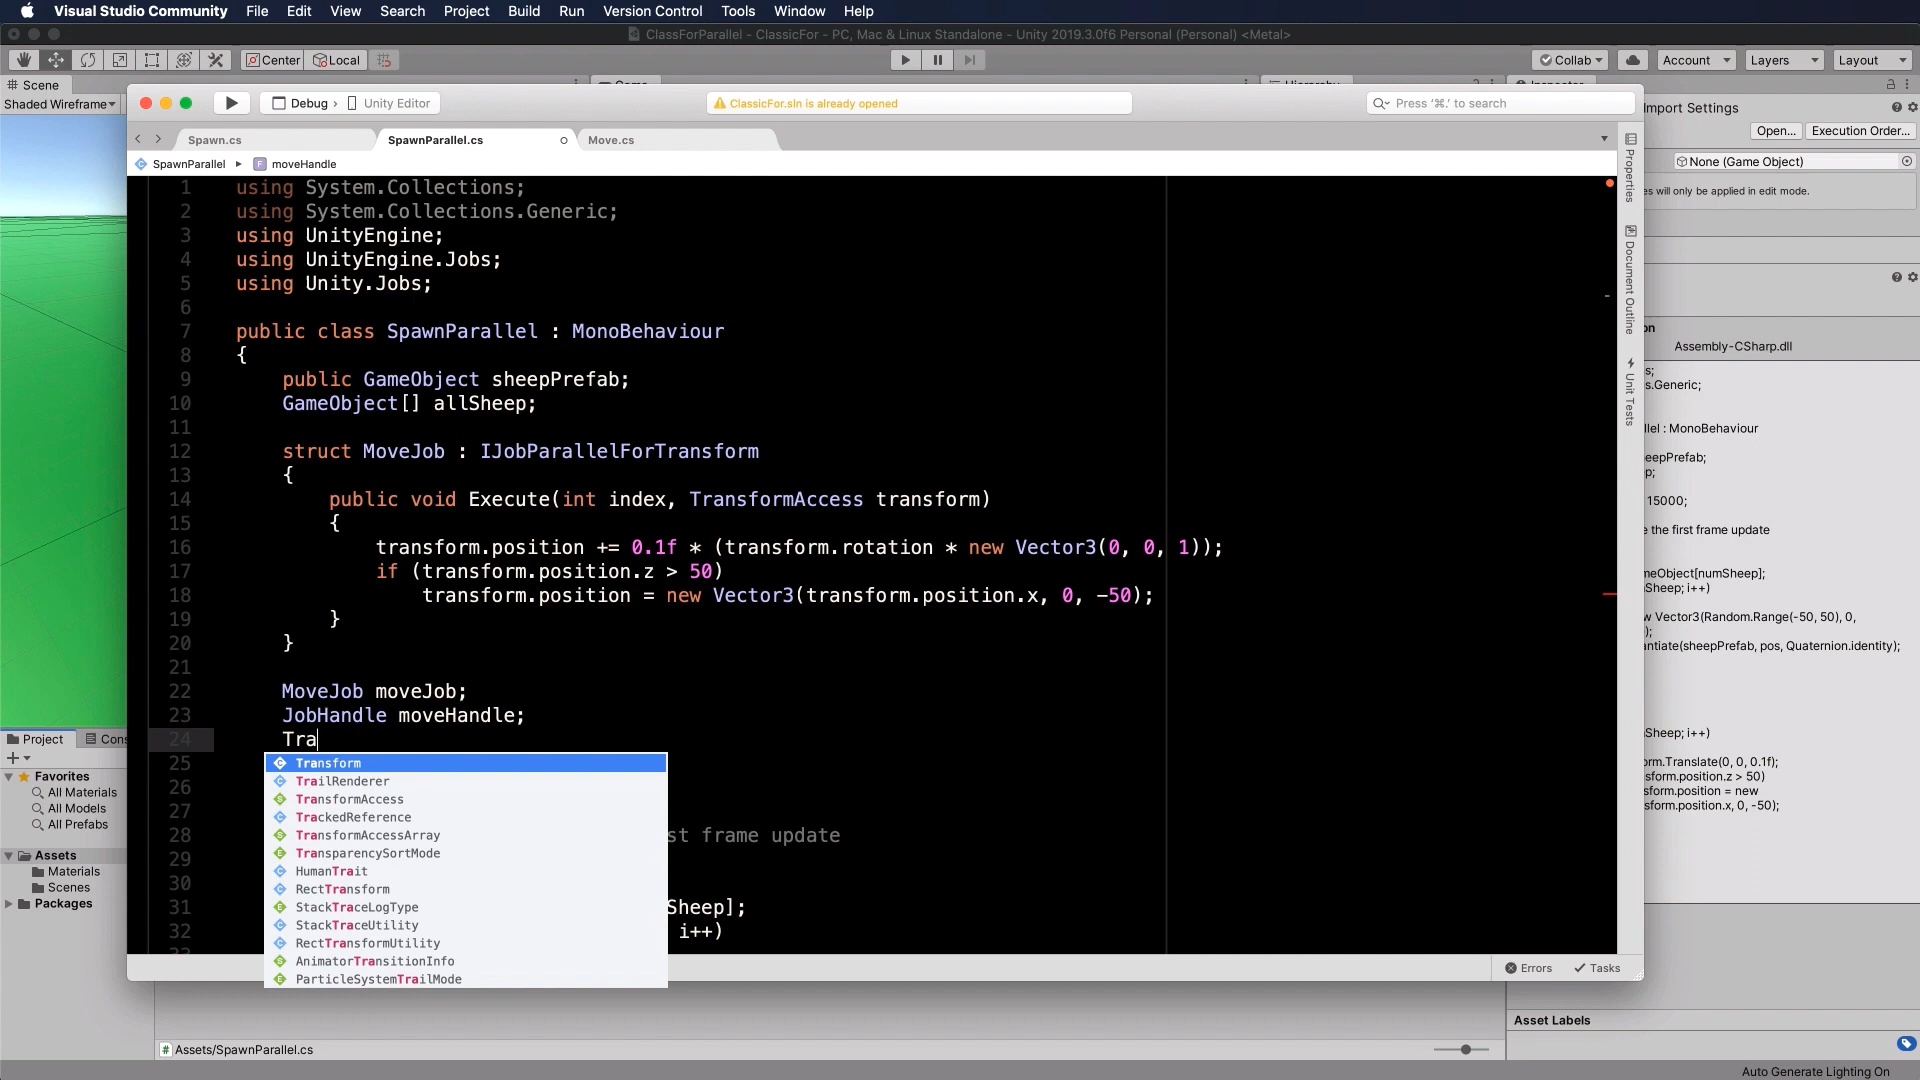 Visual Studio Community File Edit View Search Project Build Run Version Control Tools Window Help
ClassForParallel - ClassicFor - PC, Mac & Linux Standalone - Unity 2019.3.0f6 Personal (Personal) <Metal>
Center Local Collab Account Layers Layout
# Scene
Shaded Wireframe
Debug › Unity Editor
ClassicFor.sln is already opened
Press '⌘.' to search
Import Settings
Open... Execution Order...
Spawn.cs SpawnParallel.cs Move.cs
SpawnParallel ▸ moveHandle
None (Game Object)
es will only be applied in edit mode.
Properties
Document Outline
Unit Tests
1 using System.Collections;
2 using System.Collections.Generic;
3 using UnityEngine;
4 using UnityEngine.Jobs;
5 using Unity.Jobs;
6
7 public class SpawnParallel : MonoBehaviour
8 {
9 public GameObject sheepPrefab;
10 GameObject[] allSheep;
11
12 struct MoveJob : IJobParallelForTransform
13 {
14 public void Execute(int index, TransformAccess transform)
15 {
16 transform.position += 0.1f * (transform.rotation * new Vector3(0, 0, 1));
17 if (transform.position.z > 50)
18 transform.position = new Vector3(transform.position.x, 0, -50);
19 }
20 }
21
22 MoveJob moveJob;
23 JobHandle moveHandle;
24 Tra
25
26
27
28 st frame update
29
30
31 Sheep];
32 i++)
Transform
TrailRenderer
TransformAccess
TrackedReference
TransformAccessArray
TransparencySortMode
HumanTrait
RectTransform
StackTraceLogType
StackTraceUtility
RectTransformUtility
AnimatorTransitionInfo
ParticleSystemTrailMode
on
Assembly-CSharp.dll
s;
s.Generic;
llel : MonoBehaviour
eepPrefab;
p;
15000;
e the first frame update
meObject[numSheep];
Sheep; i++)
w Vector3(Random.Range(-50, 50), 0,
);
antiate(sheepPrefab, pos, Quaternion.identity);
Sheep; i++)
orm.Translate(0, 0, 0.1f);
sform.position.z > 50)
sform.position = new
sform.position.x, 0, -50);
Project Cons
Favorites
All Materials
All Models
All Prefabs
Assets
Materials
Scenes
Packages
Errors Tasks
Asset Labels
# Assets/SpawnParallel.cs
Auto Generate Lighting On